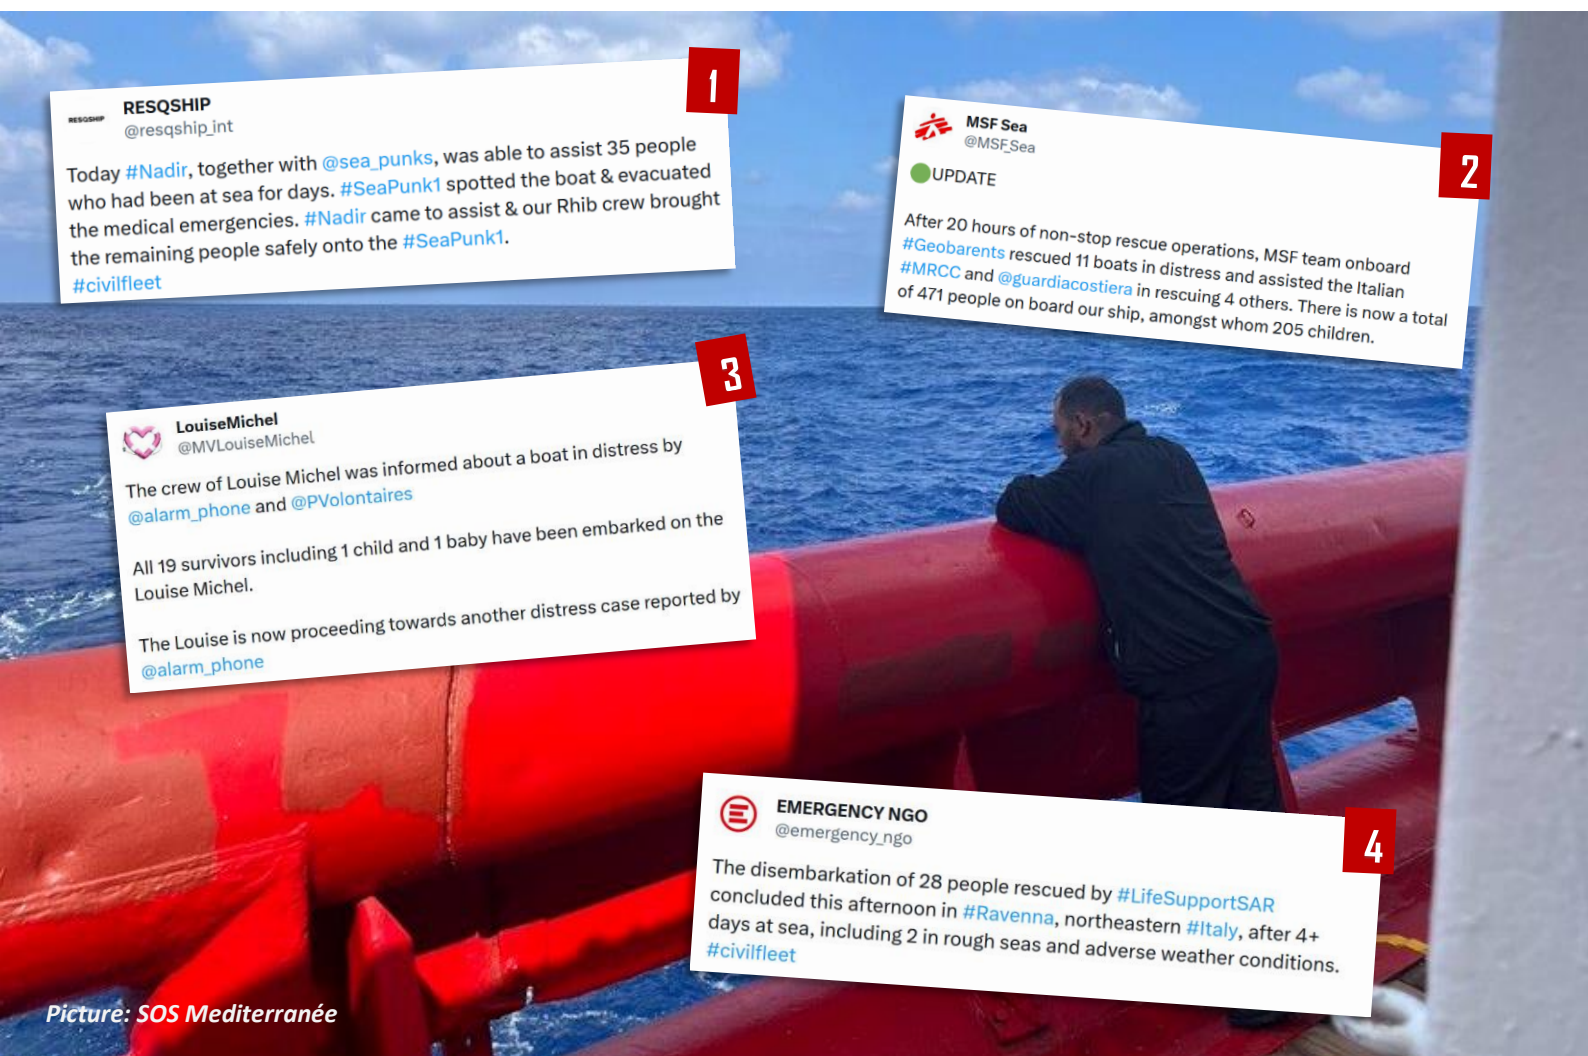 1
RESQSHIP
RESQSHIP
@resqship_int
Today #Nadir, together with @sea_punks, was able to assist 35 people
who had been at sea for days. #SeaPunk1 spotted the boat & evacuated
the medical emergencies. #Nadir came to assist & our Rhib crew brought
the remaining people safely onto the #SeaPunk1.
#civilfleet
2
MSF Sea
@MSF_Sea
UPDATE
After 20 hours of non-stop rescue operations, MSF team onboard
#Geobarents rescued 11 boats in distress and assisted the Italian
#MRCC and @guardiacostiera in rescuing 4 others. There is now a total
of 471 people on board our ship, amongst whom 205 children.
3
LouiseMichel
@MVLouiseMichel
The crew of Louise Michel was informed about a boat in distress by
@alarm_phone and @PVolontaires
All 19 survivors including 1 child and 1 baby have been embarked on the
Louise Michel.
The Louise is now proceeding towards another distress case reported by
@alarm_phone
4
EMERGENCY NGO
@emergency_ngo
The disembarkation of 28 people rescued by #LifeSupportSAR
concluded this afternoon in #Ravenna, northeastern #Italy, after 4+
days at sea, including 2 in rough seas and adverse weather conditions.
#civilfleet
Picture: SOS Mediterranée